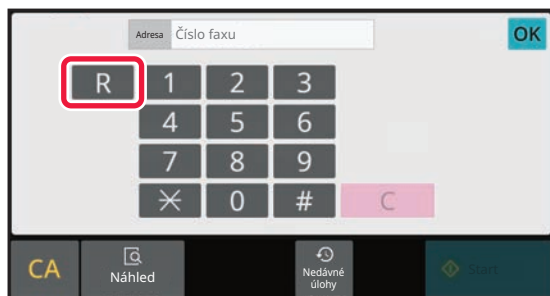 Adresa Číslo faxu OK
R 1 2 3
4 5 6
7 8 9
* 0 # C
CA Náhled Nedávné úlohy Start